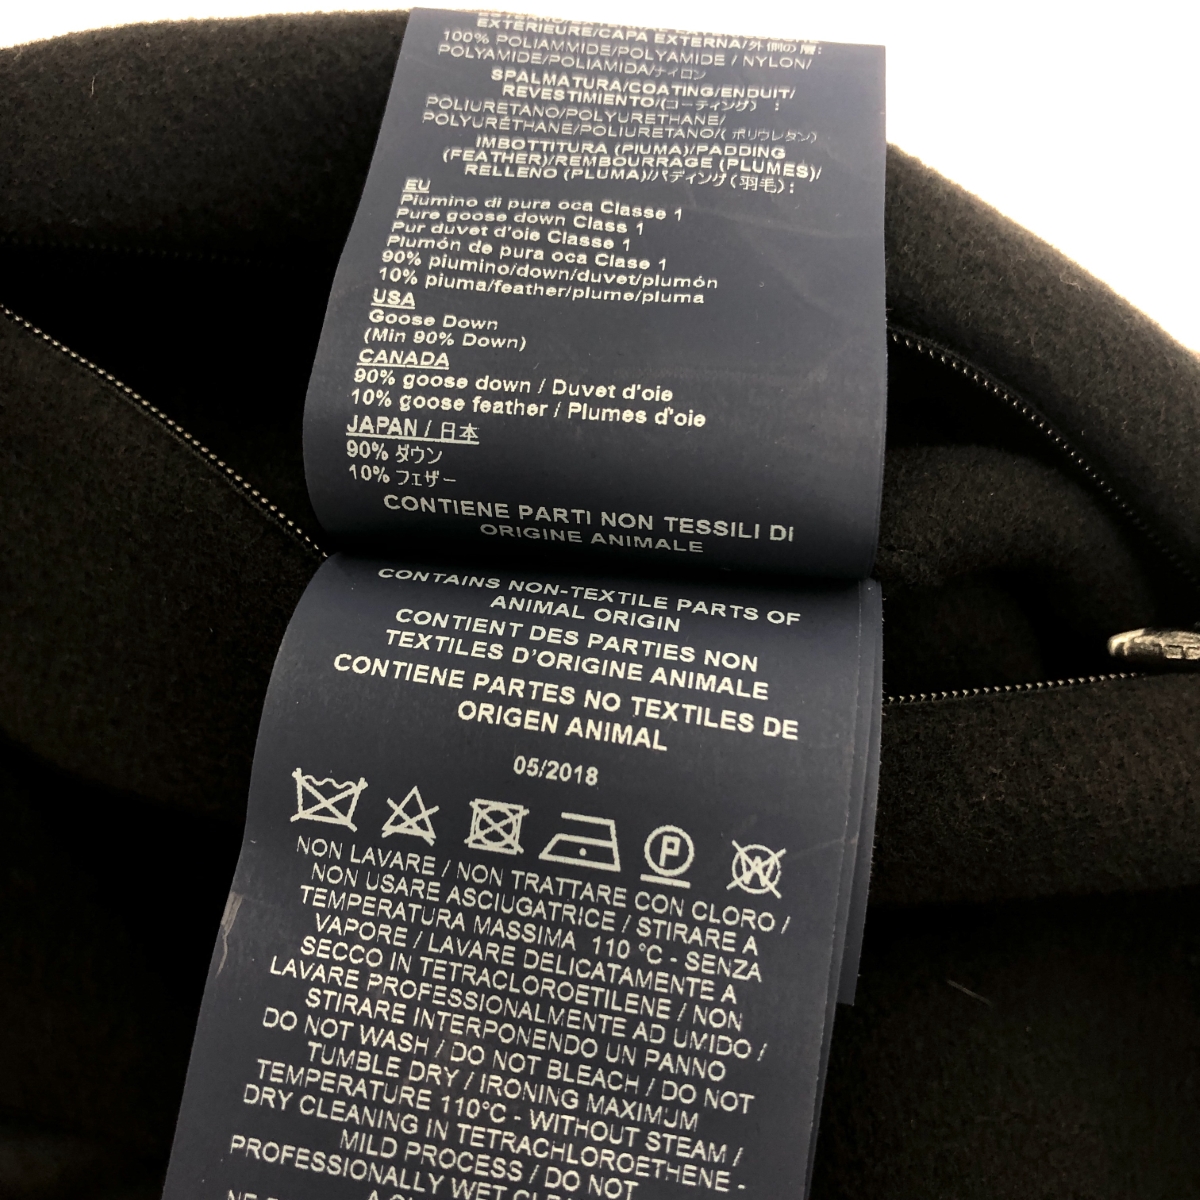 EXTÉRIEURE/CAPA EXTERNA/外側の層:
100% POLIAMMIDE/POLYAMIDE / NYLON/
POLYAMIDE/POLIAMIDA/ナイロン
SPALMATURA/COATING/ENDUIT/
REVESTIMIENTO/(コーティング) :
POLIURETANO/POLYURETHANE/
POLYURÉTHANE/POLIURETANO/( ポリウレタン)
IMBOTTITURA (PIUMA)/PADDING
(FEATHER)/REMBOURRAGE (PLUMES)/
RELLENO (PLUMA)/パディング(羽毛):
EU
Piumino di pura oca Classe 1
Pure goose down Class 1
Pur duvet d'oie Classe 1
Plumón de pura oca Clase 1
90% piumino/down/duvet/plumón
10% piuma/feather/plume/pluma
USA
Goose Down
(Min 90% Down)
CANADA
90% goose down / Duvet d'oie
10% goose feather / Plumes d'oie
JAPAN / 日本
90% ダウン
10% フェザー
CONTIENE PARTI NON TESSILI Di
ORIGINE ANIMALE
CONTAINS NON-TEXTILE PARTS OF
ANIMAL ORIGIN
CONTIENT DES PARTIES NON
TEXTILES D'ORIGINE ANIMALE
CONTIENE PARTES NO TEXTILES DE
ORIGEN ANIMAL
05/2018
P W
NON LAVARE / NON TRATTARE CON CLORO /
NON USARE ASCIUGATRICE / STIRARE A
TEMPERATURA MASSIMA 110 °C - SENZA
VAPORE / LAVARE DELICATAMENTE A
SECCO IN TETRACLOROETILENE / NON
LAVARE PROFESSIONALMENTE AD UMIDO /
STIRARE INTERPONENDO UN PANNO
DO NOT WASH / DO NOT BLEACH / DO NOT
TUMBLE DRY / IRONING MAXIMUM
TEMPERATURE 110°C - WITHOUT STEAM /
DRY CLEANING IN TETRACHLOROETHENE -
MILD PROCESS / DO NOT
PROFESSIONALLY WET CLEAN